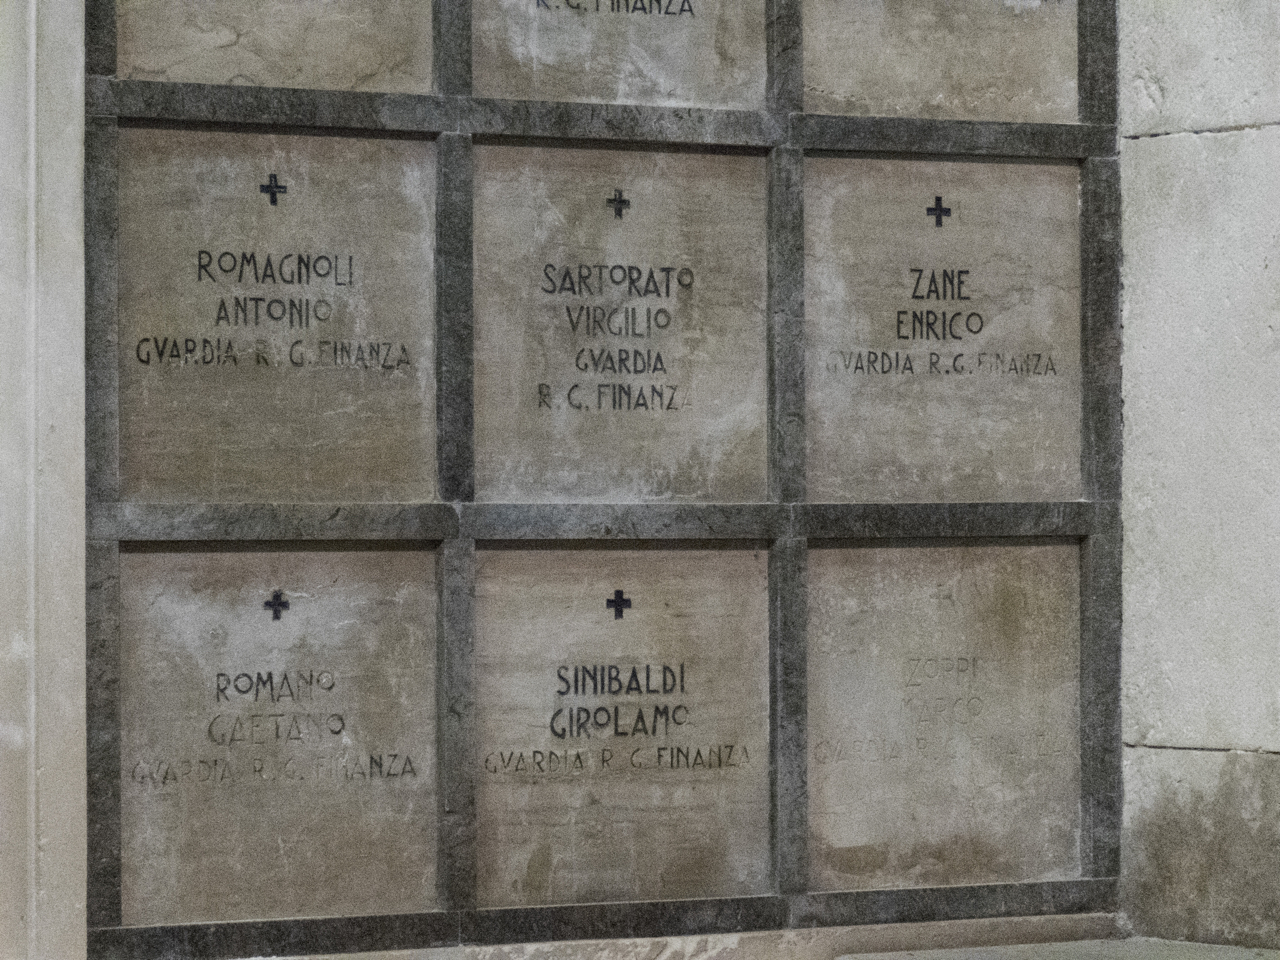 R.G. FINANZA
ROMAGNOLI
ANTONIO
GVARDIA R.G. FINANZA
SARTORATO
VIRGILIO
GVARDIA
R.G. FINANZA
ZANE
ENRICO
GVARDIA R.G. FINANZA
ROMANO
GAETANO
GVARDIA R.G. FINANZA
SINIBALDI
GIROLAMO
GVARDIA R.G. FINANZA
ZOPPI
MARCO
GVARDIA R.G. FINANZA